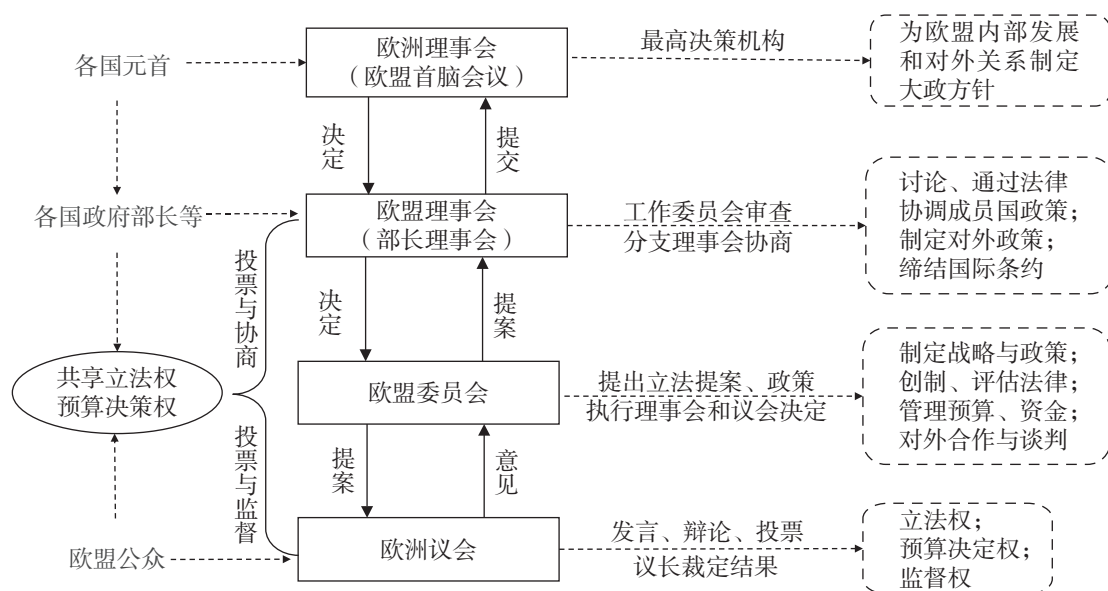 各国元首
欧洲理事会
（欧盟首脑会议）
最高决策机构
为欧盟内部发展
和对外关系制定
大政方针
决定
提交
各国政府部长等
欧盟理事会
（部长理事会）
工作委员会审查
分支理事会协商
讨论、通过法律
协调成员国政策；
制定对外政策；
缔结国际条约
投票与协商
决定
提案
共享立法权
预算决策权
欧盟委员会
提出立法提案、政策
执行理事会和议会决定
制定战略与政策；
创制、评估法律；
管理预算、资金；
对外合作与谈判
投票与监督
提案
意见
欧盟公众
欧洲议会
发言、辩论、投票
议长裁定结果
立法权；
预算决定权；
监督权